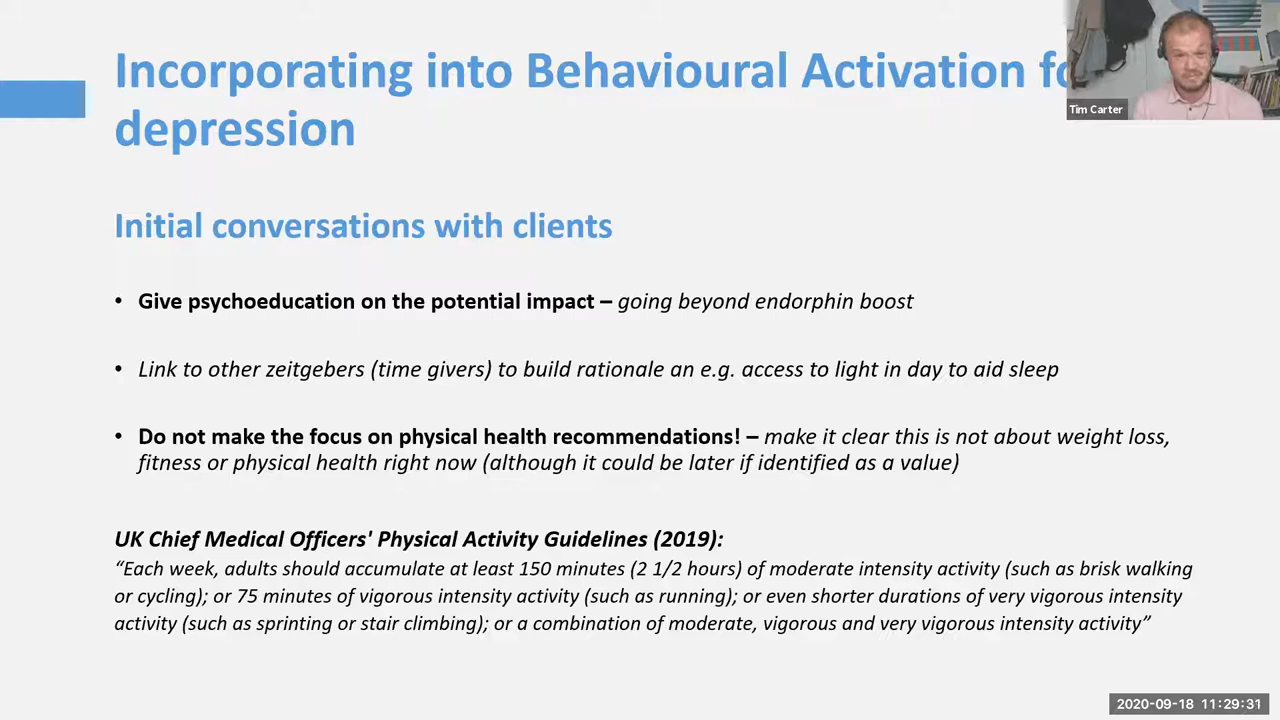 Incorporating into Behavioural Activation
depression
Tim Carter
Initial conversations with clients
• Give psychoeducation on the potential impact – going beyond endorphin boost
• Link to other zeitgebers (time givers) to build rationale an e.g. access to light in day to aid sleep
• Do not make the focus on physical health recommendations! – make it clear this is not about weight loss,
fitness or physical health right now (although it could be later if identified as a value)
UK Chief Medical Officers' Physical Activity Guidelines (2019):
“Each week, adults should accumulate at least 150 minutes (2 1/2 hours) of moderate intensity activity (such as brisk walking
or cycling); or 75 minutes of vigorous intensity activity (such as running); or even shorter durations of very vigorous intensity
activity (such as sprinting or stair climbing); or a combination of moderate, vigorous and very vigorous intensity activity”
2020-09-18 11:29:31